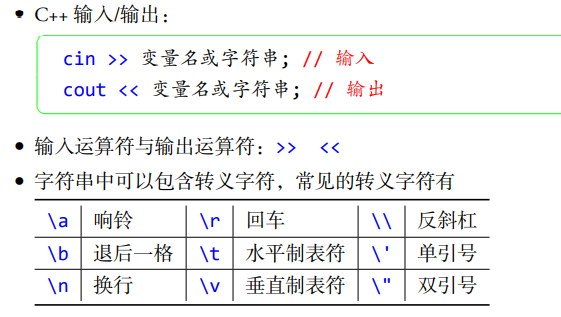 • C++ 输入/输出：
cin >> 变量名或字符串; // 输入
cout << 变量名或字符串; // 输出
• 输入运算符与输出运算符：>> <<
• 字符串中可以包含转义字符，常见的转义字符有
\a 响铃 \r 回车 \\ 反斜杠
\b 退后一格 \t 水平制表符 \' 单引号
\n 换行 \v 垂直制表符 \" 双引号